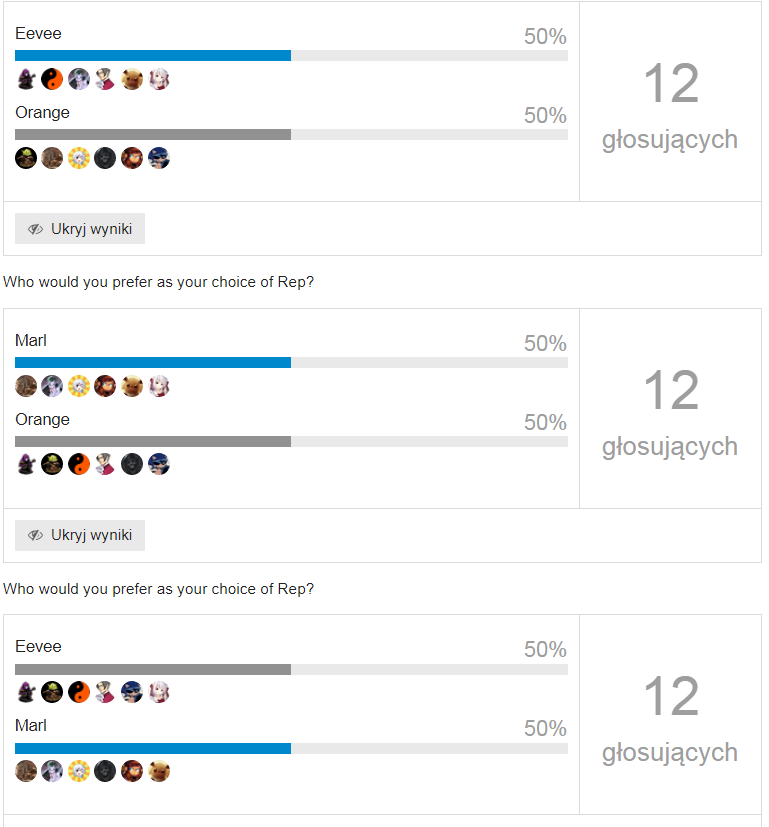 Eevee 50%
12
głosujących
Orange 50%
Ukryj wyniki
Who would you prefer as your choice of Rep?
Marl 50%
12
głosujących
Orange 50%
Ukryj wyniki
Who would you prefer as your choice of Rep?
Eevee 50%
12
głosujących
Marl 50%